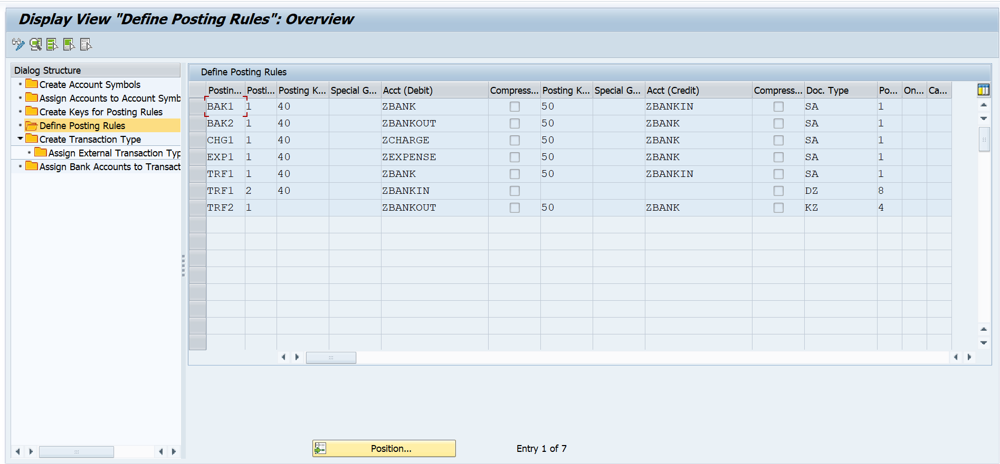 Display View "Define Posting Rules": Overview
Dialog Structure
Create Account Symbols
Assign Accounts to Account Symb
Create Keys for Posting Rules
Define Posting Rules
Create Transaction Type
Assign External Transaction Typ
Assign Bank Accounts to Transact
Define Posting Rules
Postin... Posti... Posting K... Special G... Acct (Debit) Compress... Posting K... Special G... Acct (Credit) Compress... Doc. Type Po... On... Ca...
BAK1 1 40 ZBANK 50 ZBANKIN SA 1
BAK2 1 40 ZBANKOUT 50 ZBANK SA 1
CHG1 1 40 ZCHARGE 50 ZBANK SA 1
EXP1 1 40 ZEXPENSE 50 ZBANK SA 1
TRF1 1 40 ZBANK 50 ZBANKIN SA 1
TRF1 2 40 ZBANKIN DZ 8
TRF2 1 ZBANKOUT 50 ZBANK KZ 4
Position... Entry 1 of 7